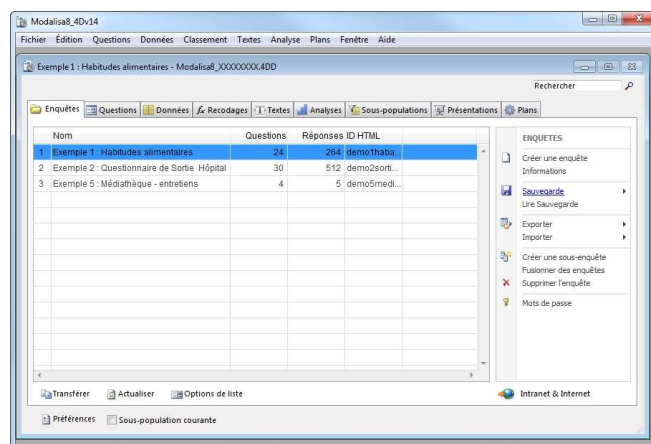 Modalisa8_4Dv14
Fichier Édition Questions Données Classement Textes Analyse Plans Fenêtre Aide
Exemple 1 : Habitudes alimentaires - Modalisa8_XXXXXXXX.4DD
Rechercher
Enquêtes Questions Données fx Recodages T Textes Analyses Sous-populations Présentations Plans
Nom Questions Réponses ID HTML
1 Exemple 1 : Habitudes alimentaires 24 264 demo1haba...
2 Exemple 2 : Questionnaire de Sortie Hôpital 30 512 demo2sorti...
3 Exemple 5 : Médiathèque - entretiens 4 5 demo5medi...
ENQUETES
Créer une enquête
Informations
Sauvegarde
Lire Sauvegarde
Exporter
Importer
Créer une sous-enquête
Fusionner des enquêtes
Supprimer l'enquête
Mots de passe
Transférer Actualiser Options de liste Intranet & Internet
Préférences Sous-population courante